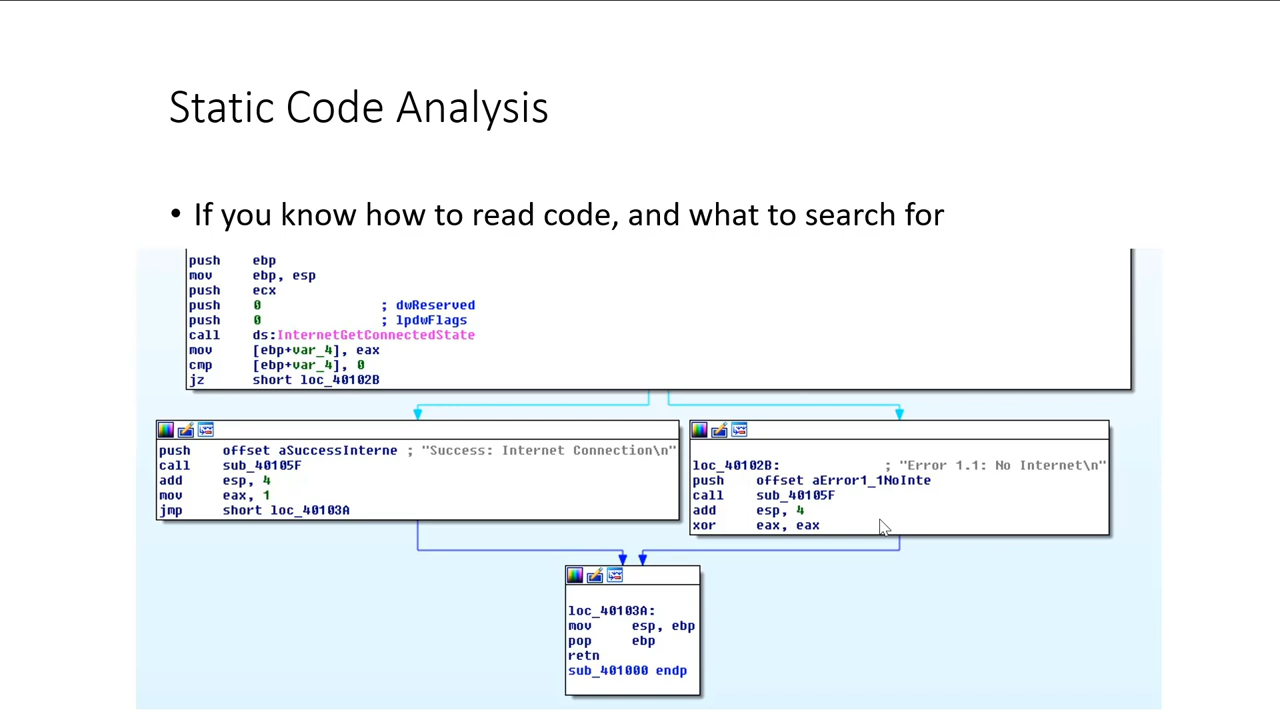 Static Code Analysis
• If you know how to read code, and what to search for
push ebp
mov ebp, esp
push ecx
push 0 ; dwReserved
push 0 ; lpdwFlags
call ds:InternetGetConnectedState
mov [ebp+var_4], eax
cmp [ebp+var_4], 0
jz short loc_40102B
push offset aSuccessInterne ; "Success: Internet Connection\n"
call sub_40105F
add esp, 4
mov eax, 1
jmp short loc_40103A
loc_40102B: ; "Error 1.1: No Internet\n"
push offset aError1_1NoInte
call sub_40105F
add esp, 4
xor eax, eax
loc_40103A:
mov esp, ebp
pop ebp
retn
sub_401000 endp